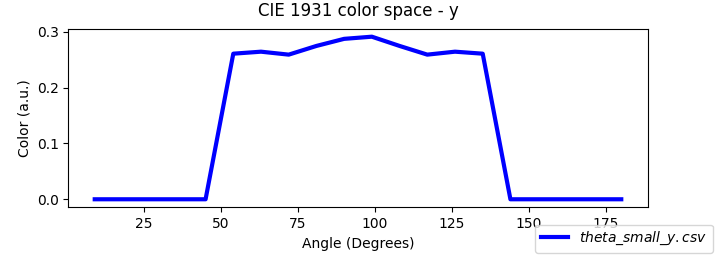 CIE 1931 color space - y
0.3
0.2
0.1
0.0
Color (a.u.)
25 50 75 100 125 150 175
Angle (Degrees)
theta_small_y.csv